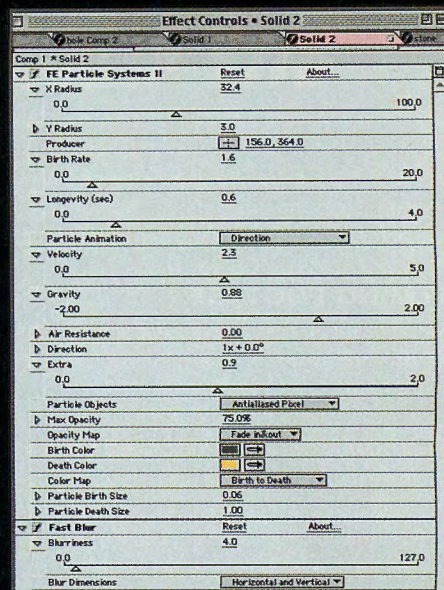 Effect Controls • Solid 2
hole Comp 2 Solid 1 Solid 2 stone
Comp 1 * Solid 2
FE Particle Systems II Reset About...
X Radius 32.4
0,0 100,0
Y Radius 3.0
Producer 156.0, 364.0
Birth Rate 1.6
0,0 20,0
Longevity (sec) 0.6
0,0 4,0
Particle Animation Direction
Velocity 2.3
0,0 5,0
Gravity 0.88
-2.00 2,00
Air Resistance 0.00
Direction 1x + 0.0°
Extra 0.9
0,0 2,0
Particle Objects Antialiased Pixel
Max Opacity 75.0%
Opacity Map Fade in&out
Birth Color
Death Color
Color Map Birth to Death
Particle Birth Size 0.06
Particle Death Size 1.00
Fast Blur Reset About...
Blurriness 4.0
0,0 127,0
Blur Dimensions Horizontal and Vertical